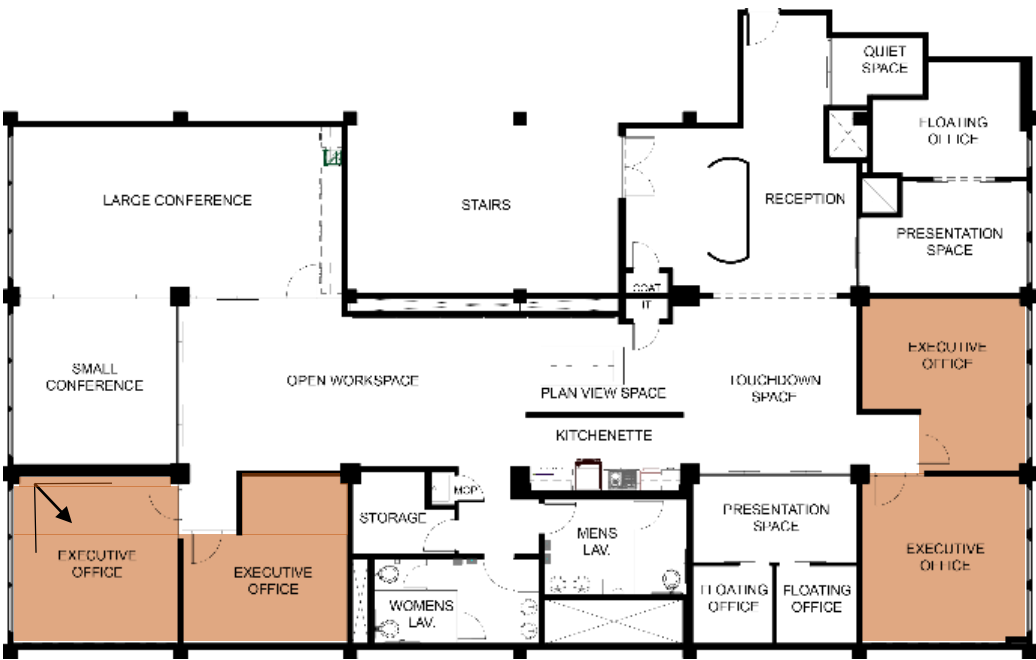 QUIET
SPACE
FLOATING
OFFICE
LARGE CONFERENCE
STAIRS
RECEPTION
PRESENTATION
SPACE
COAT
IT
EXECUTIVE
OFFICE
SMALL
CONFERENCE
OPEN WORKSPACE
PLAN VIEW SPACE
TOUCHDOWN
SPACE
KITCHENETTE
MOP
STORAGE
MENS
LAV.
PRESENTATION
SPACE
EXECUTIVE
OFFICE
EXECUTIVE
OFFICE
EXECUTIVE
OFFICE
WOMENS
LAV.
FLOATING
OFFICE
FLOATING
OFFICE